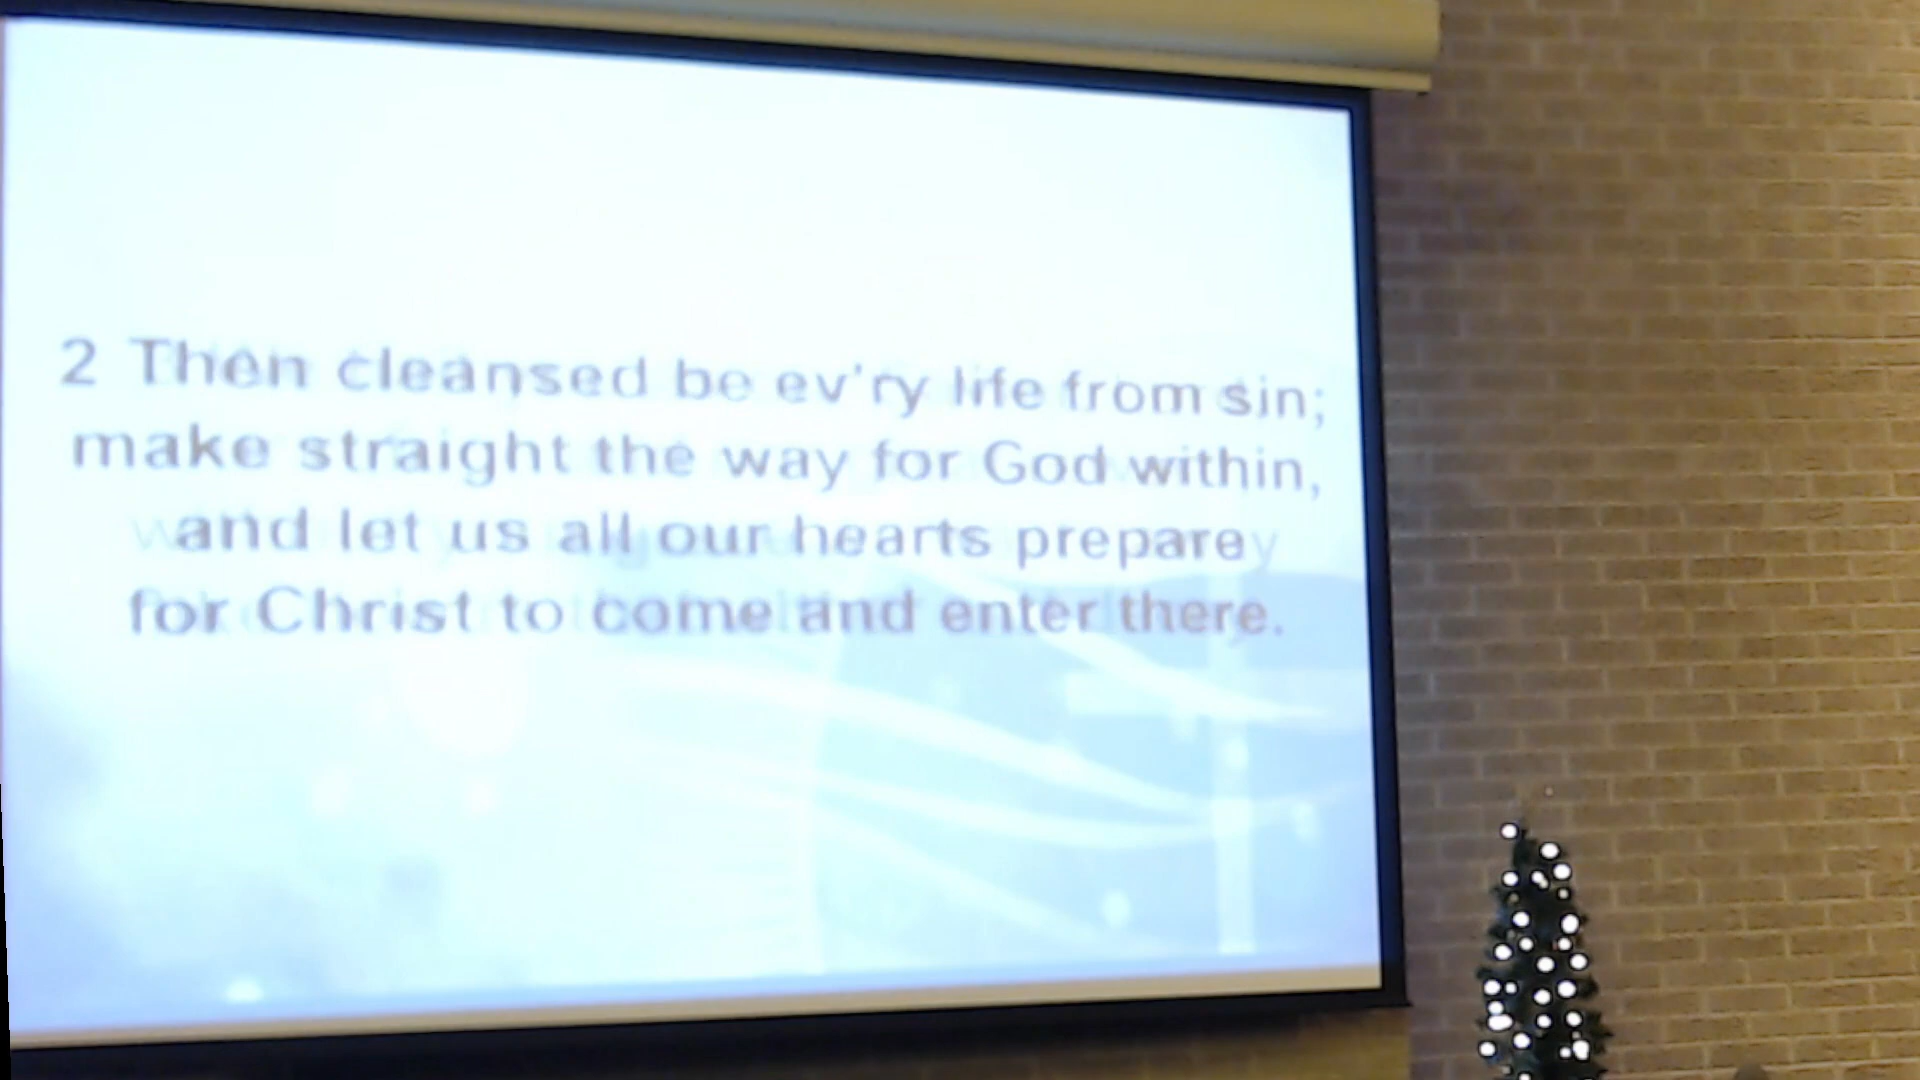 2 Then cleansed be ev'ry life from sin;
make straight the way for God within,
and let us all our hearts prepare
for Christ to come and enter there.